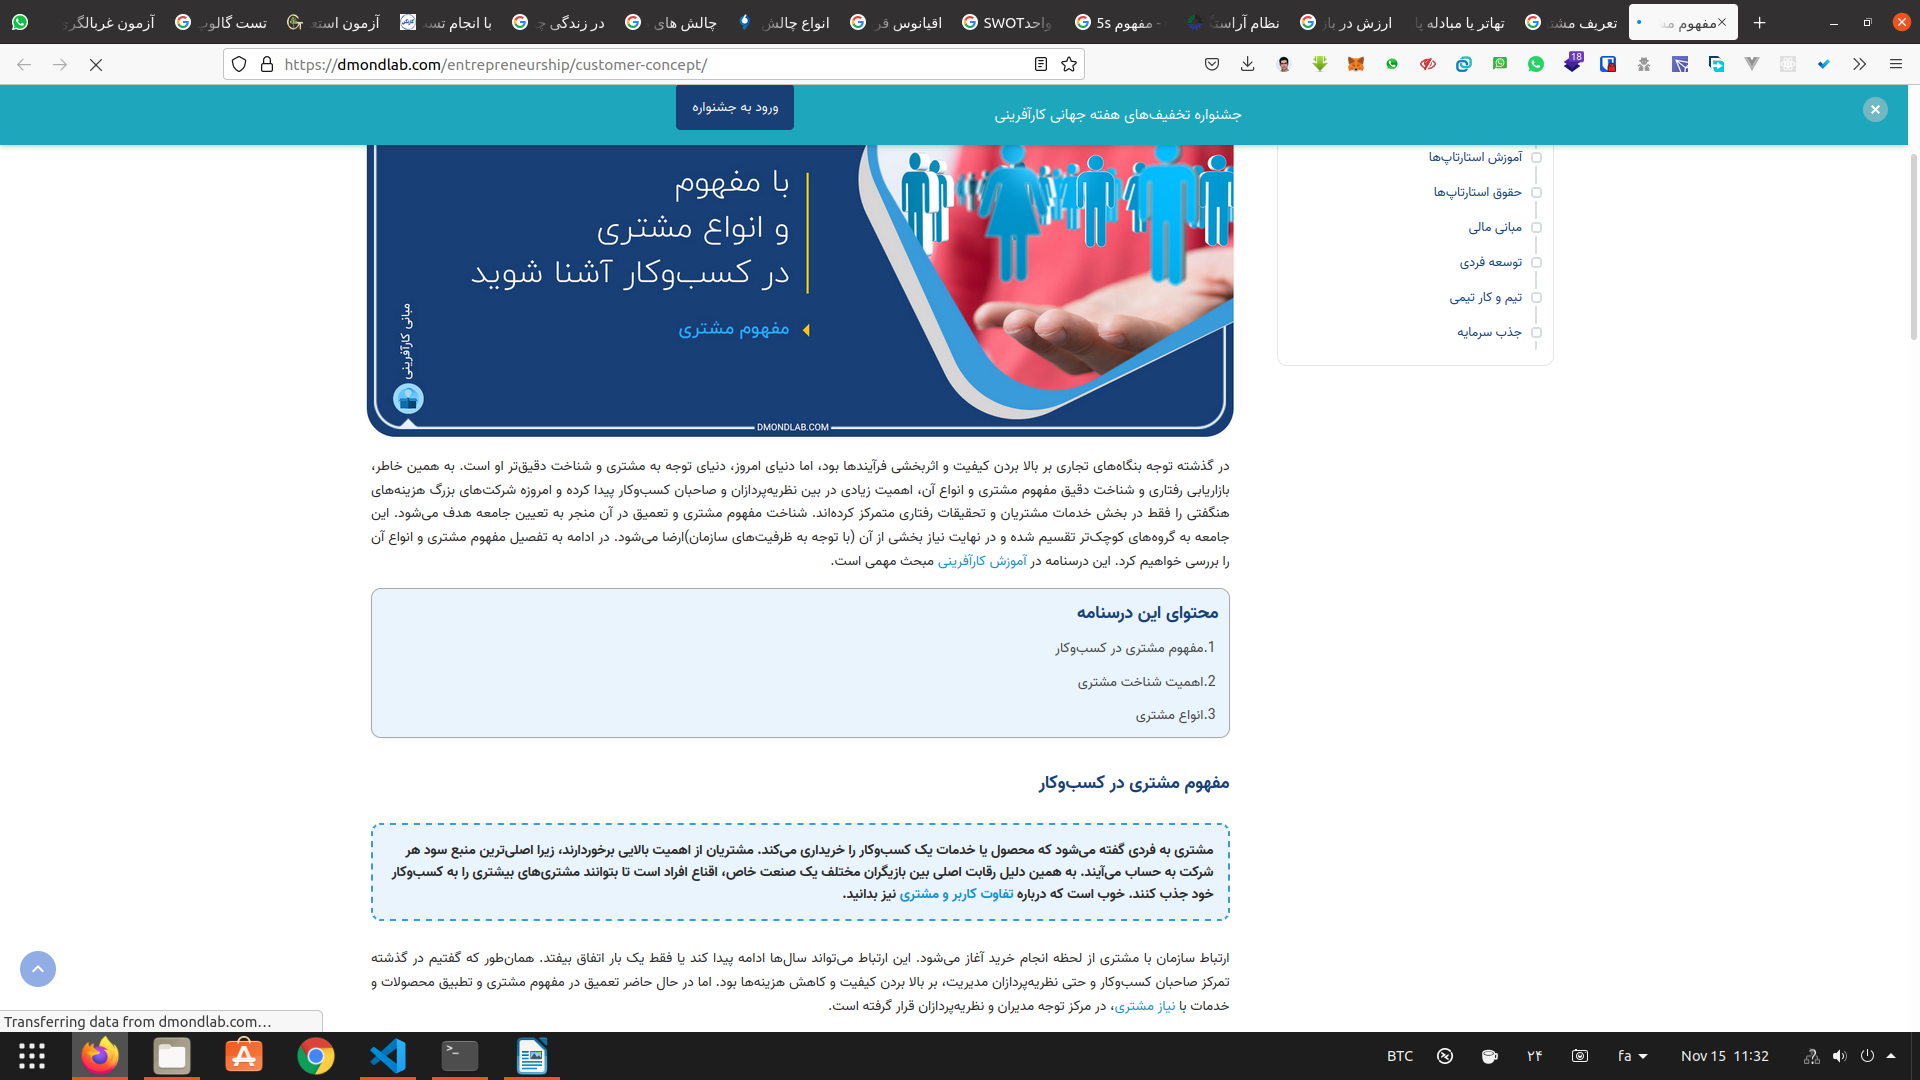 آزمون غربالگری
تست گالوپ
آزمون
با انجام
در زندگی
چالش های
انواع چالش
اقیانوس
SWOTواحد
5s مفهوم -
نظام
ارزش در
تهاتر یا مبادله
تعریف
مفهوم
https://dmondlab.com/entrepreneurship/customer-concept/
18
جشنواره تخفیف‌های هفته جهانی کارآفرینی
ورود به جشنواره
آموزش استارتاپ‌ها
حقوق استارتاپ‌ها
مبانی مالی
توسعه فردی
تیم و کار تیمی
جذب سرمایه
با مفهوم
و انواع مشتری
در کسب‌وکار آشنا شوید
مفهوم مشتری
مبانی کارآفرینی
DMONDLAB.COM
در گذشته توجه بنگاه‌های تجاری بر بالا بردن کیفیت و اثربخشی فرآیندها بود، اما دنیای امروز، دنیای توجه به مشتری و شناخت دقیق‌تر او است. به همین خاطر،
بازاریابی رفتاری و شناخت دقیق مفهوم مشتری و انواع آن، اهمیت زیادی در بین نظریه‌پردازان و صاحبان کسب‌وکار پیدا کرده و امروزه شرکت‌های بزرگ هزینه‌های
هنگفتی را فقط در بخش خدمات مشتریان و تحقیقات رفتاری متمرکز کرده‌اند. شناخت مفهوم مشتری و تعمیق در آن منجر به تعیین جامعه هدف می‌شود. این
جامعه به گروه‌های کوچک‌تر تقسیم شده و در نهایت نیاز بخشی از آن (با توجه به ظرفیت‌های سازمان)ارضا می‌شود. در ادامه به تفصیل مفهوم مشتری و انواع آن
را بررسی خواهیم کرد. این درسنامه در آموزش کارآفرینی مبحث مهمی است.
محتوای این درسنامه
1.مفهوم مشتری در کسب‌وکار
2.اهمیت شناخت مشتری
3.انواع مشتری
مفهوم مشتری در کسب‌وکار
مشتری به فردی گفته می‌شود که محصول یا خدمات یک کسب‌وکار را خریداری می‌کند. مشتریان از اهمیت بالایی برخوردارند، زیرا اصلی‌ترین منبع سود هر
شرکت به حساب می‌آیند. به همین دلیل رقابت اصلی بین بازیگران مختلف یک صنعت خاص، اقناع افراد است تا بتوانند مشتری‌های بیشتری را به کسب‌وکار
خود جذب کنند. خوب است که درباره تفاوت کاربر و مشتری نیز بدانید.
ارتباط سازمان با مشتری از لحظه انجام خرید آغاز می‌شود. این ارتباط می‌تواند سال‌ها ادامه پیدا کند یا فقط یک بار اتفاق بیفتد. همان‌طور که گفتیم در گذشته
تمرکز صاحبان کسب‌وکار و حتی نظریه‌پردازان مدیریت، بر بالا بردن کیفیت و کاهش هزینه‌ها بود. اما در حال حاضر تعمیق در مفهوم مشتری و تطبیق محصولات و
خدمات با نیاز مشتری، در مرکز توجه مدیران و نظریه‌پردازان قرار گرفته است.
Transferring data from dmondlab.com…
BTC ۲۴ fa Nov 15 11:32